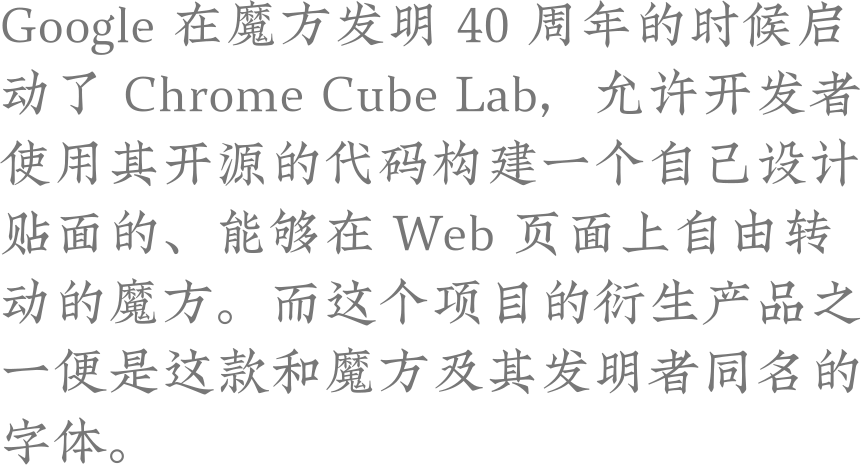 Google 在魔方发明 40 周年的时候启
动了 Chrome Cube Lab，允许开发者
使用其开源的代码构建一个自己设计
贴面的、能够在 Web 页面上自由转
动的魔方。而这个项目的衍生产品之
一便是这款和魔方及其发明者同名的
字体。